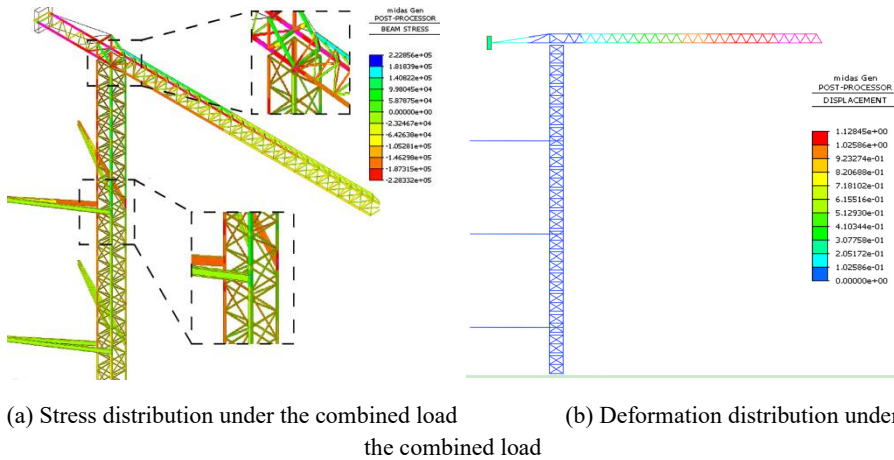 midas Gen
POST-PROCESSOR
BEAM STRESS
2.22856e+05
1.81839e+05
1.40822e+05
9.98045e+04
5.87875e+04
0.00000e+00
-2.32467e+04
-6.42638e+04
-1.05281e+05
-1.46298e+05
-1.87315e+05
-2.28332e+05
midas Gen
POST-PROCESSOR
DISPLACEMENT
1.12845e+00
1.02586e+00
9.23274e-01
8.20688e-01
7.18102e-01
6.15516e-01
5.12930e-01
4.10344e-01
3.07758e-01
2.05172e-01
1.02586e-01
0.00000e+00
(a) Stress distribution under the combined load (b) Deformation distribution under
the combined load